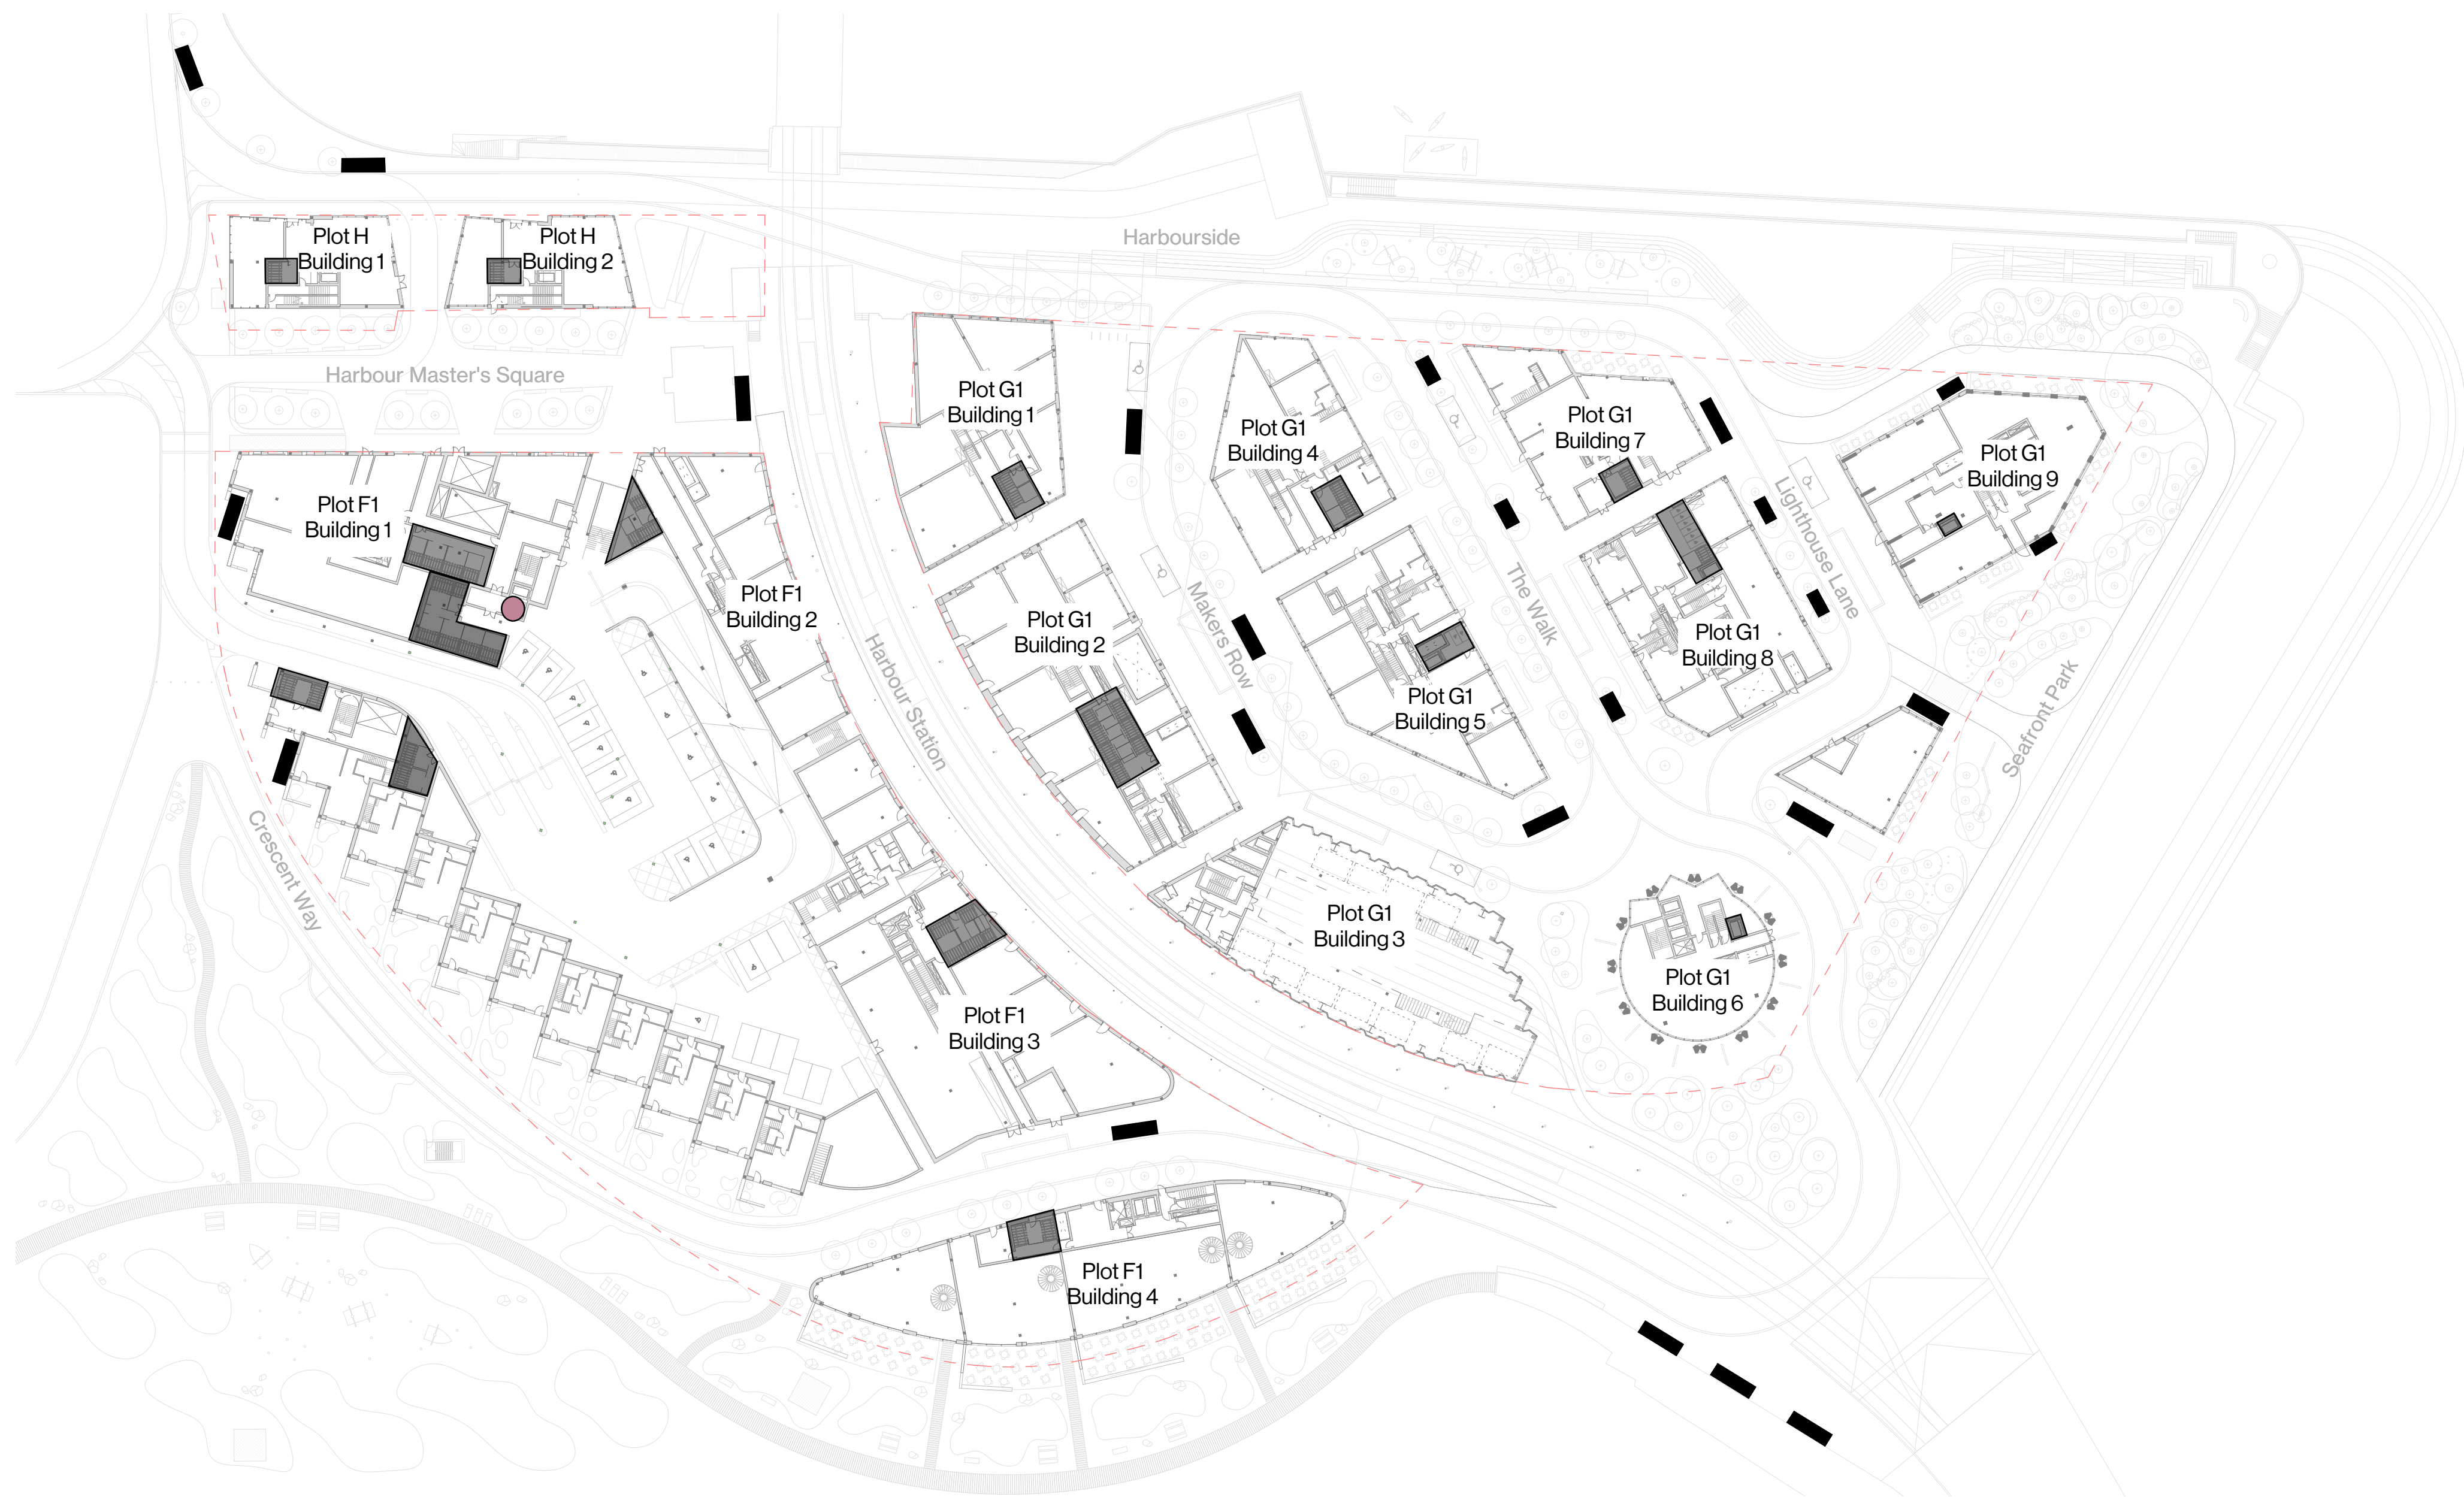 Plot H
Building 1
Plot H
Building 2
Harbourside
Harbour Master's Square
Plot G1
Building 1
Plot G1
Building 4
Plot G1
Building 7
Plot G1
Building 9
Plot F1
Building 1
Plot F1
Building 2
Plot G1
Building 2
Makers Row
The Walk
Lighthouse Lane
Plot G1
Building 8
Harbour Station
Plot G1
Building 5
Seafront Park
Crescent Way
Plot G1
Building 3
Plot G1
Building 6
Plot F1
Building 3
Plot F1
Building 4